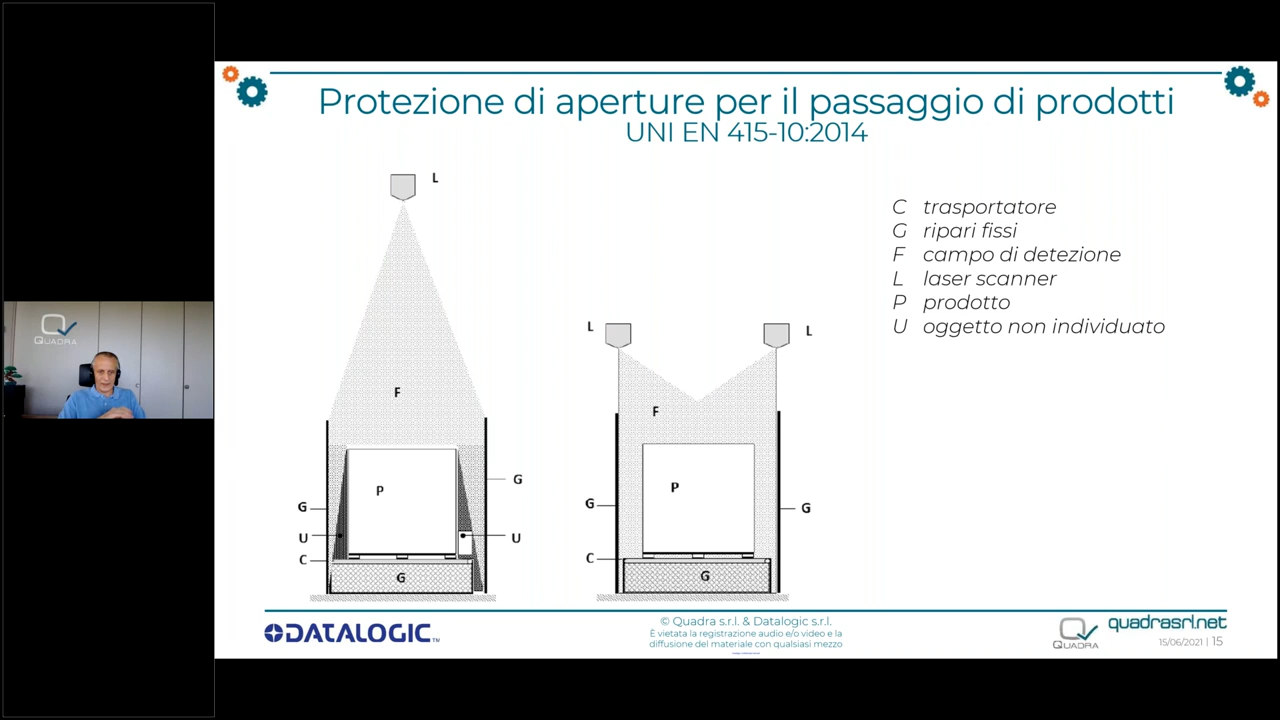 Protezione di aperture per il passaggio di prodotti
UNI EN 415-10:2014
L
C trasportatore
G ripari fissi
F campo di detezione
L laser scanner
P prodotto
U oggetto non individuato
L
L
F
F
P
P
G
G
G
G
U
U
C
C
G
G
QUADRA
DATALOGIC™
© Quadra s.r.l. & Datalogic s.r.l.
È vietata la registrazione audio e/o video e la
diffusione del materiale con qualsiasi mezzo
QUADRA
quadrasrl.net
15/06/2021 | 15